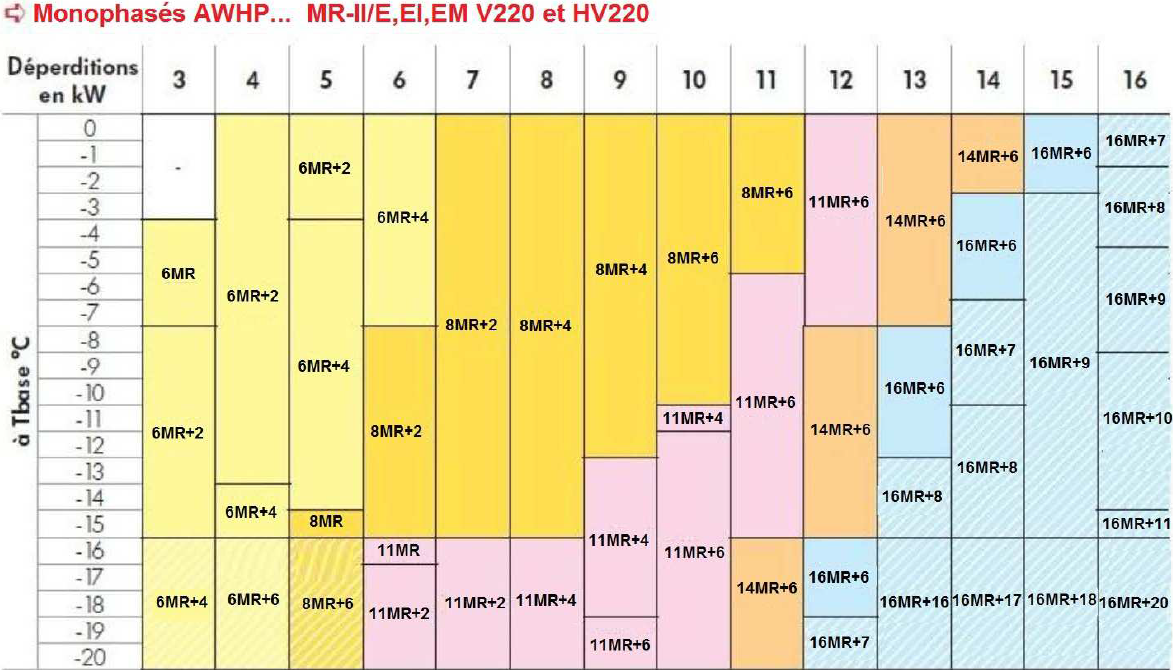 Monophasés AWHP... MR-II/E,EI,EM V220 et HV220
Déperditions en kW 3 4 5 6 7 8 9 10 11 12 13 14 15 16
à Tbase °C
0
-1 14MR+6 16MR+6 16MR+7
-2 - 6MR+2
-3 8MR+6 11MR+6 16MR+8
-4 6MR+4 14MR+6
-5 8MR+6 16MR+6
-6 6MR 6MR+2 8MR+4
-7 16MR+9
-8 8MR+2 8MR+4
-9 6MR+4 16MR+7 16MR+9
-10 16MR+6
-11 11MR+6 11MR+4 16MR+10
-12 6MR+2 8MR+2 14MR+6
-13 16MR+8
-14 6MR+4 16MR+8
-15 8MR 16MR+11
-16 11MR 11MR+4 11MR+6
-17 14MR+6 16MR+6
-18 6MR+4 6MR+6 8MR+6 11MR+2 11MR+2 11MR+4 16MR+16 16MR+17 16MR+18 16MR+20
-19 11MR+6 16MR+7
-20